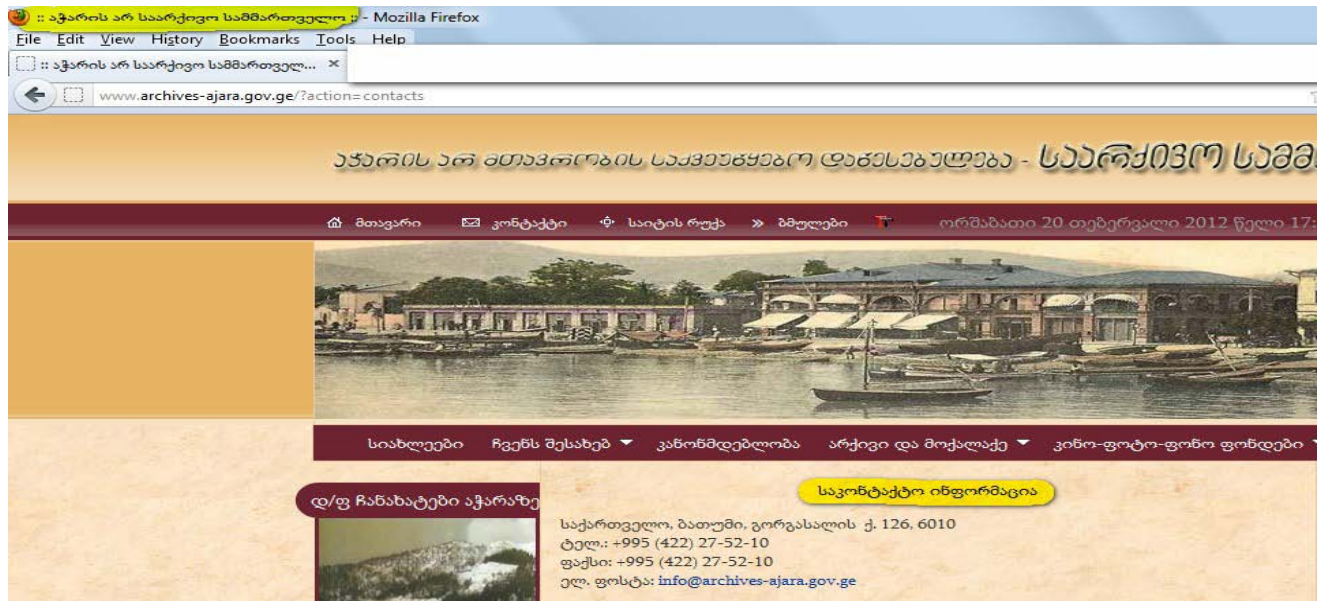 :: აჭარის არ საარქივო სამმართველო :: - Mozilla Firefox
File Edit View History Bookmarks Tools Help
:: აჭარის არ საარქივო სამმართველ... ×
www.archives-ajara.gov.ge/?action=contacts
აჭარის არ მთავრობის საქვეუწყებო დაწესებულება - საარქივო სამმ
მთავარი კონტაქტი საიტის რუქა » ბმულები ორშაბათი 20 თებერვალი 2012 წელი 17:
სიახლეები ჩვენს შესახებ კანონმდებლობა არქივი და მოქალაქე კინო-ფოტო-ფონო ფონდები
დ/ფ ჩანახატები აჭარაზე
საკონტაქტო ინფორმაცია
საქართველო, ბათუმი, გორგასალის ქ. 126, 6010
ტელ.: +995 (422) 27-52-10
ფაქსი: +995 (422) 27-52-10
ელ. ფოსტა: info@archives-ajara.gov.ge